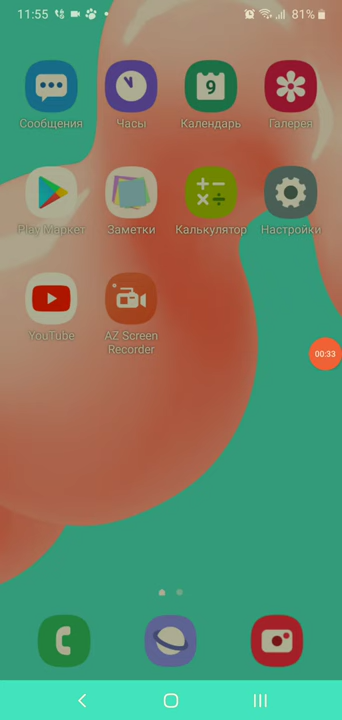 11:55 81%
Сообщения Часы Календарь Галерея
9
Play Маркет Заметки Калькулятор Настройки
YouTube AZ Screen
Recorder
00:33